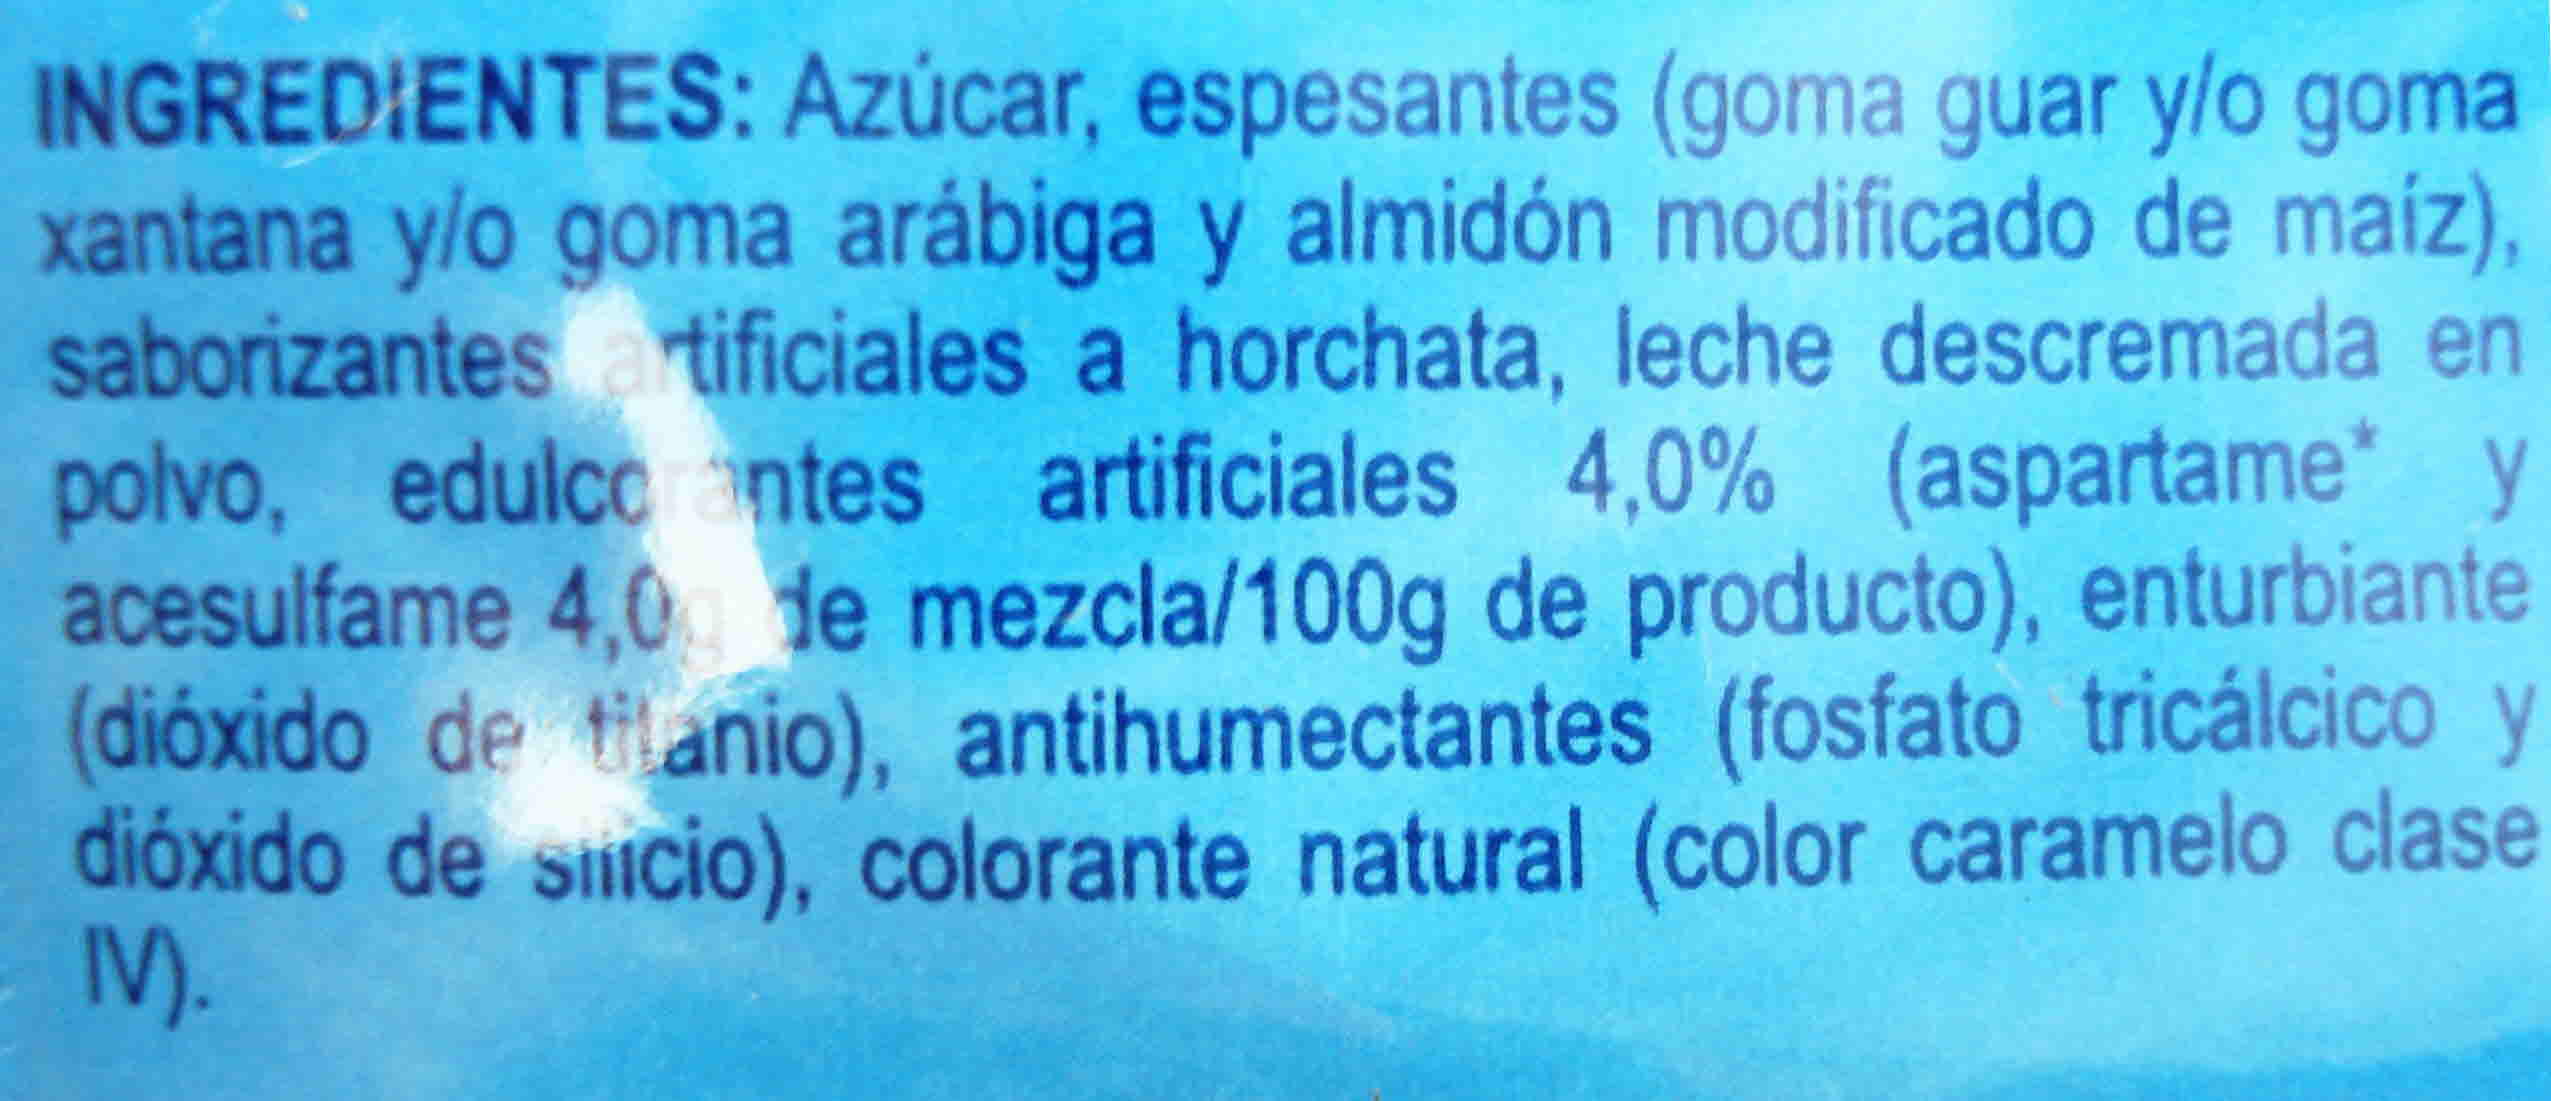 INGREDIENTES: Azúcar, espesantes (goma guar y/o goma
xantana y/o goma arábiga y almidón modificado de maíz),
saborizantes artificiales a horchata, leche descremada en
polvo, edulcorantes artificiales 4,0% (aspartame* y
acesulfame 4,0g de mezcla/100g de producto), enturbiante
(dióxido de titanio), antihumectantes (fosfato tricálcico y
dióxido de silicio), colorante natural (color caramelo clase
IV).